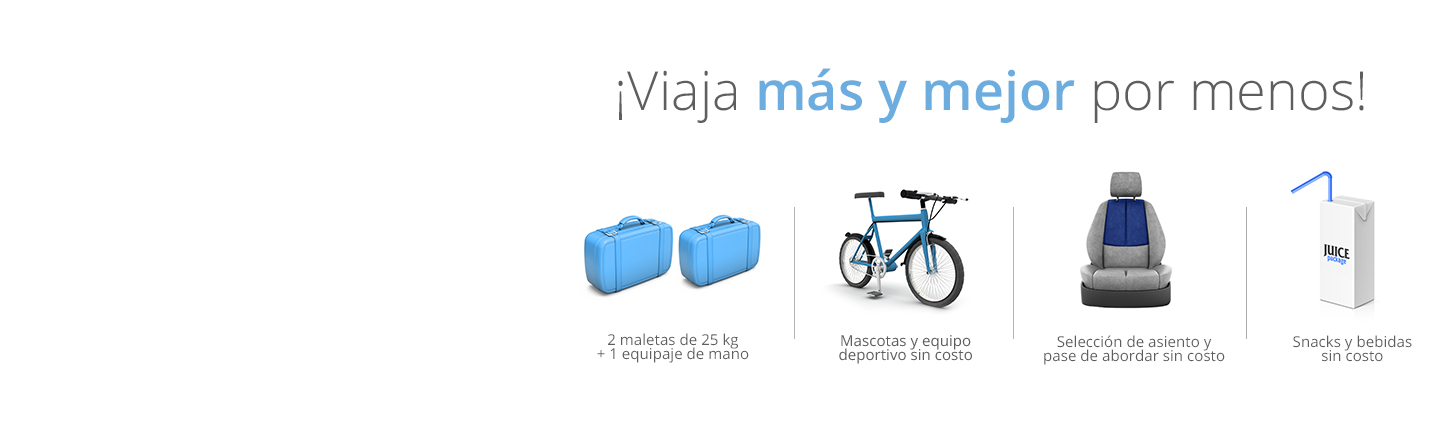 ¡Viaja más y mejor por menos!
JUICE
package
2 maletas de 25 kg
+ 1 equipaje de mano
Mascotas y equipo
deportivo sin costo
Selección de asiento y
pase de abordar sin costo
Snacks y bebidas
sin costo